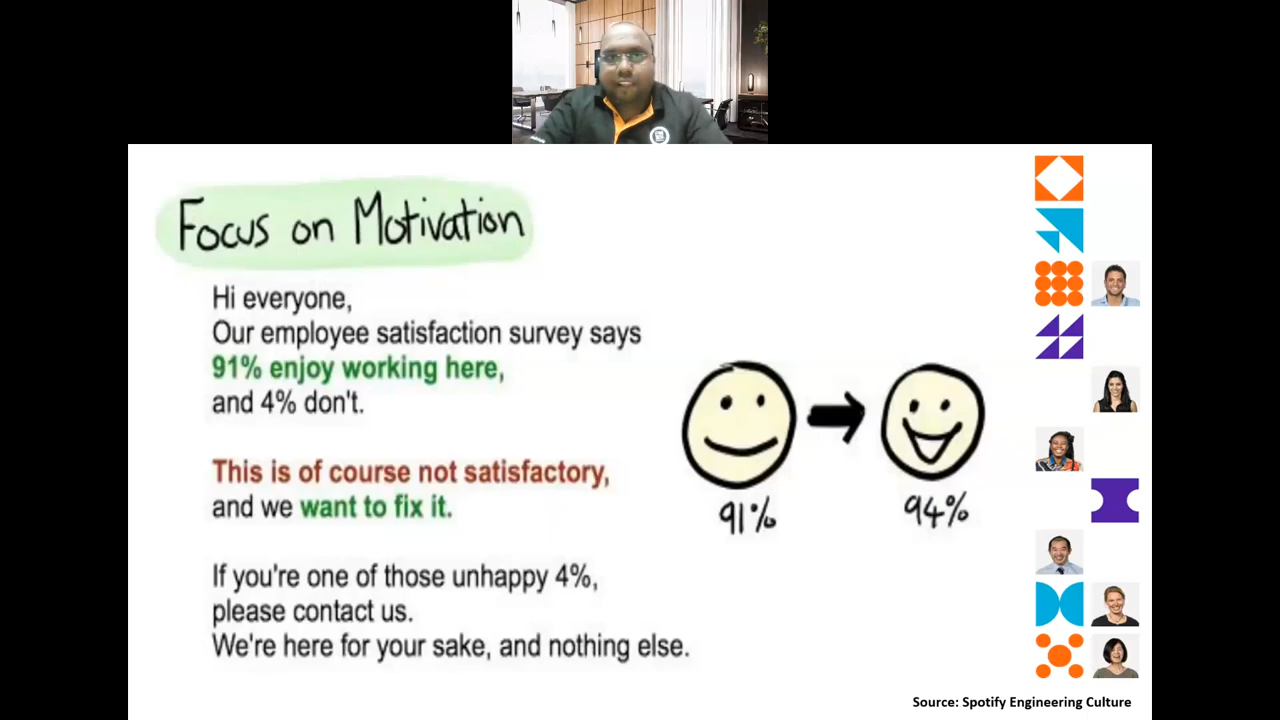 Focus on Motivation
Hi everyone,
Our employee satisfaction survey says
91% enjoy working here,
and 4% don't.
This is of course not satisfactory,
and we want to fix it.
If you're one of those unhappy 4%,
please contact us.
We're here for your sake, and nothing else.
91%
94%
Source: Spotify Engineering Culture